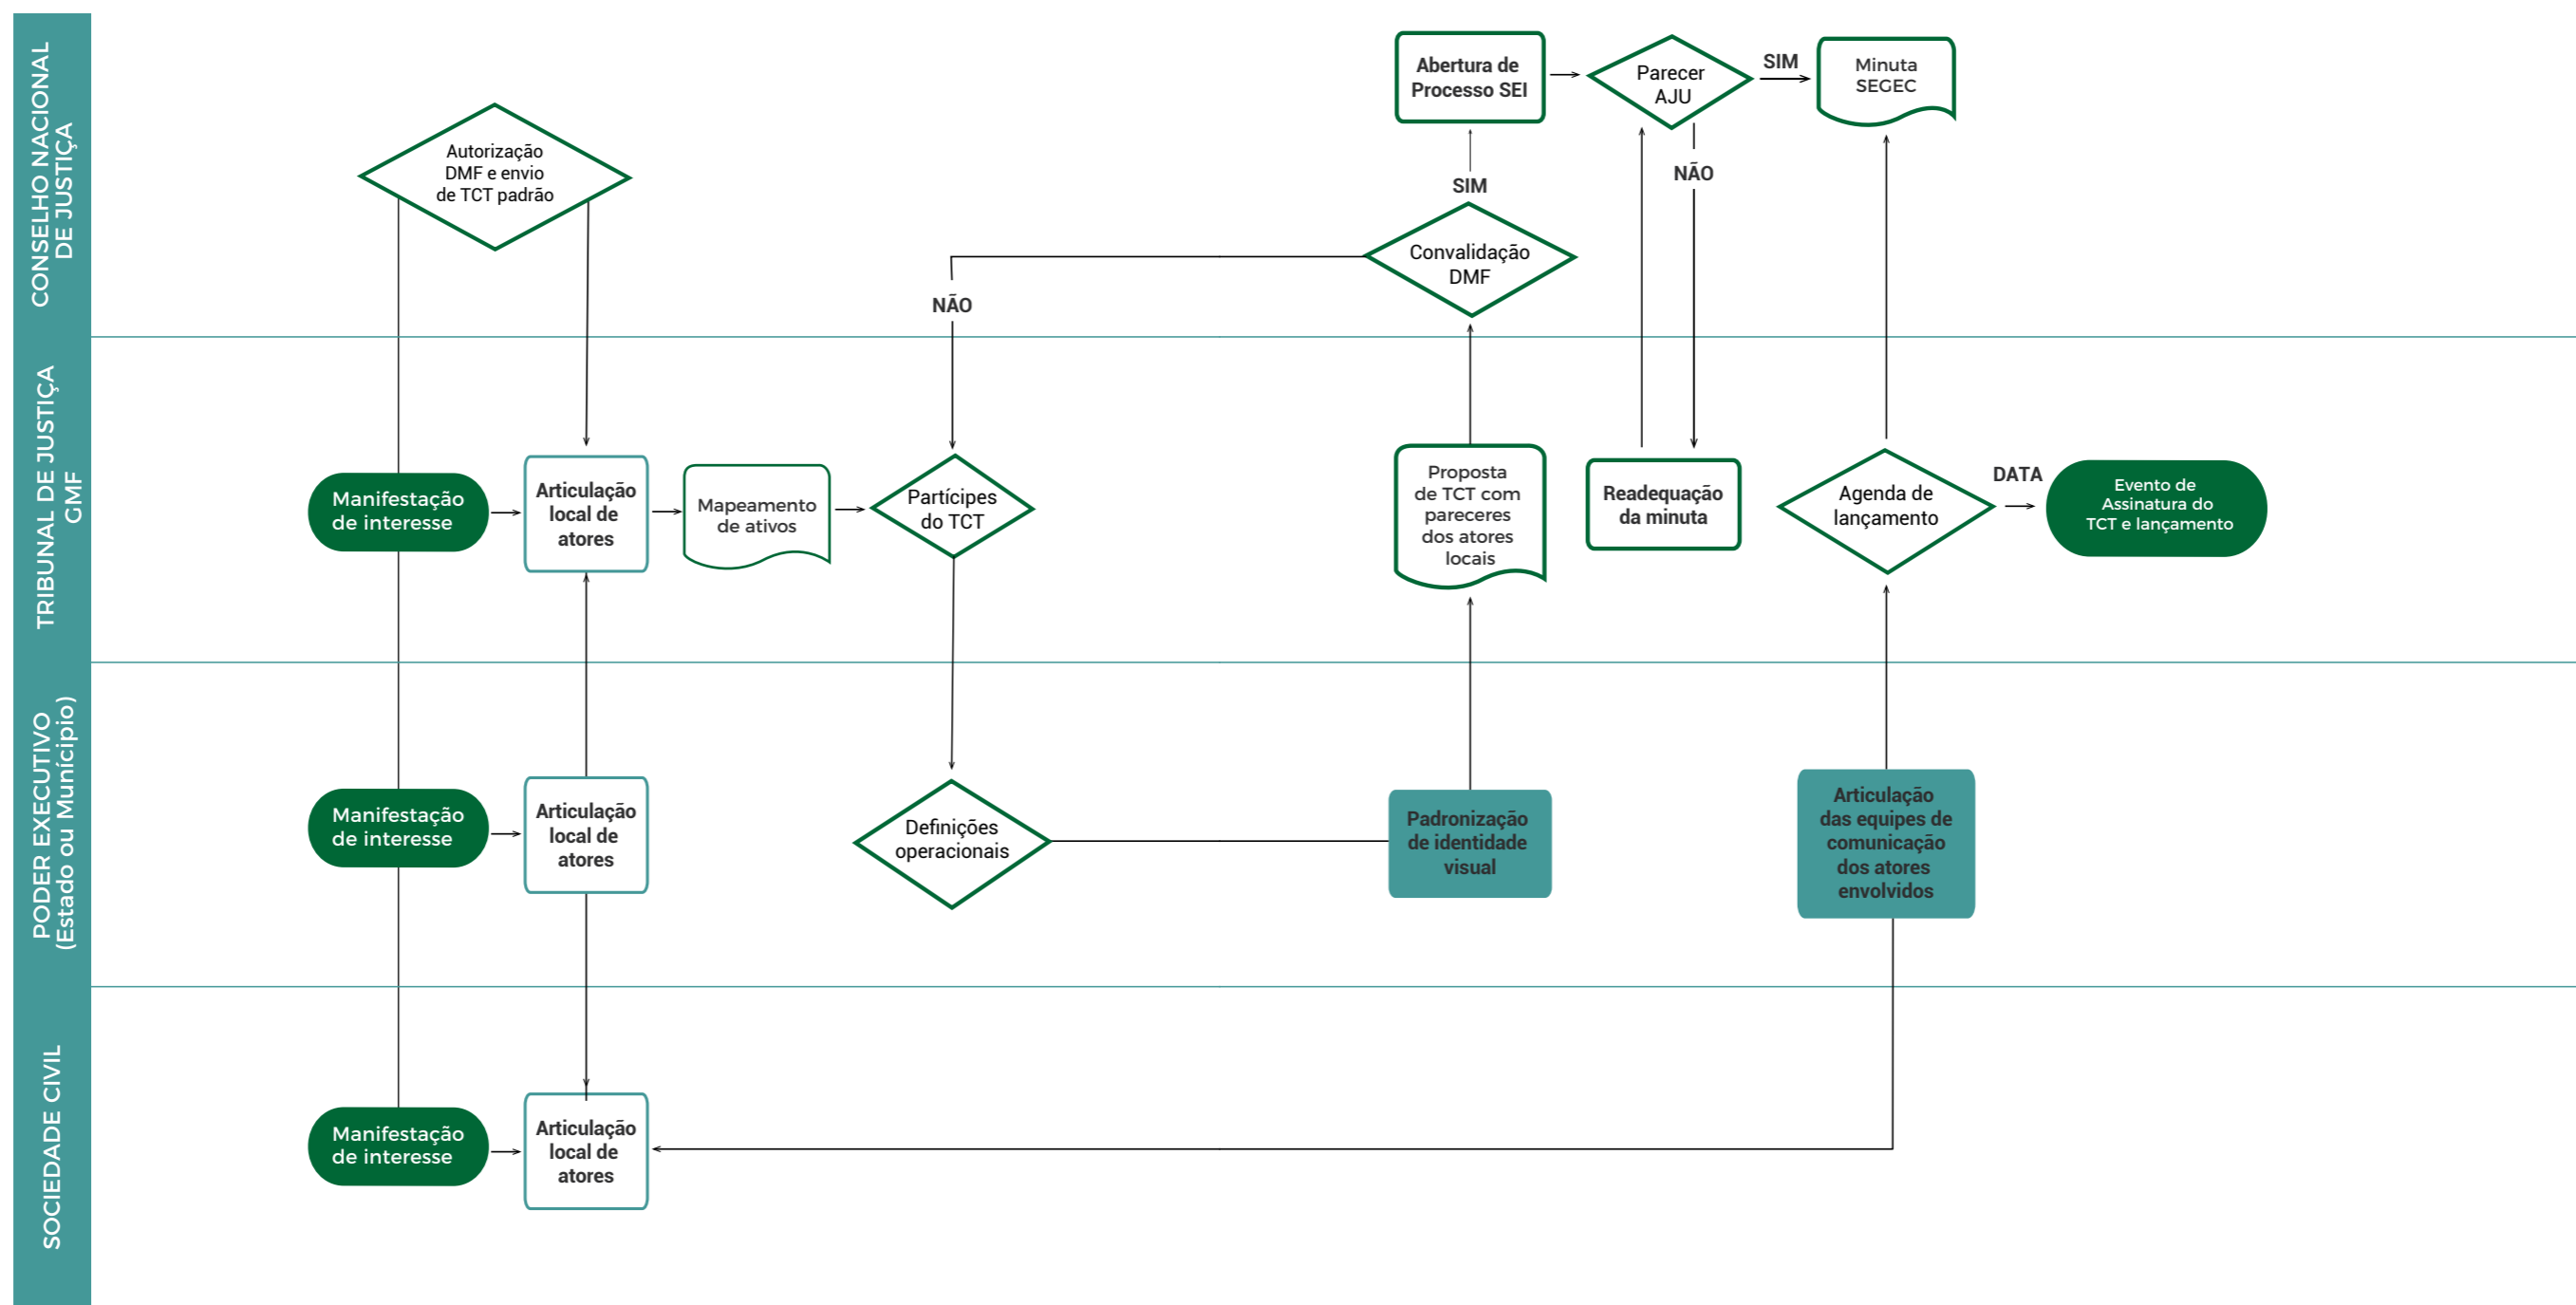 CONSELHO NACIONAL
DE JUSTIÇA
Autorização
DMF e envio
de TCT padrão
Abertura de
Processo SEI
Parecer
AJU
SIM
Minuta
SEGEC
NÃO
SIM
Convalidação
DMF
NÃO
TRIBUNAL DE JUSTIÇA
GMF
Manifestação
de interesse
Articulação
local de
atores
Mapeamento
de ativos
Partícipes
do TCT
Proposta
de TCT com
pareceres
dos atores
locais
Readequação
da minuta
Agenda de
lançamento
DATA
Evento de
Assinatura do
TCT e lançamento
PODER EXECUTIVO
(Estado ou Munícipio)
Manifestação
de interesse
Articulação
local de
atores
Definições
operacionais
Padronização
de identidade
visual
Articulação
das equipes de
comunicação
dos atores
envolvidos
SOCIEDADE CIVIL
Manifestação
de interesse
Articulação
local de
atores